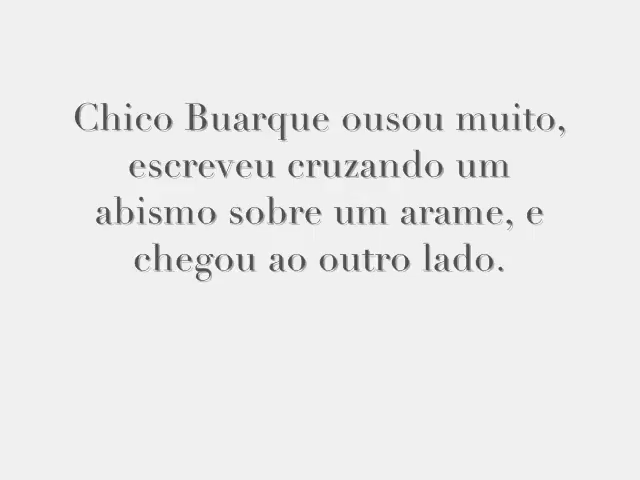 Chico Buarque ousou muito,
escreveu cruzando um
abismo sobre um arame, e
chegou ao outro lado.